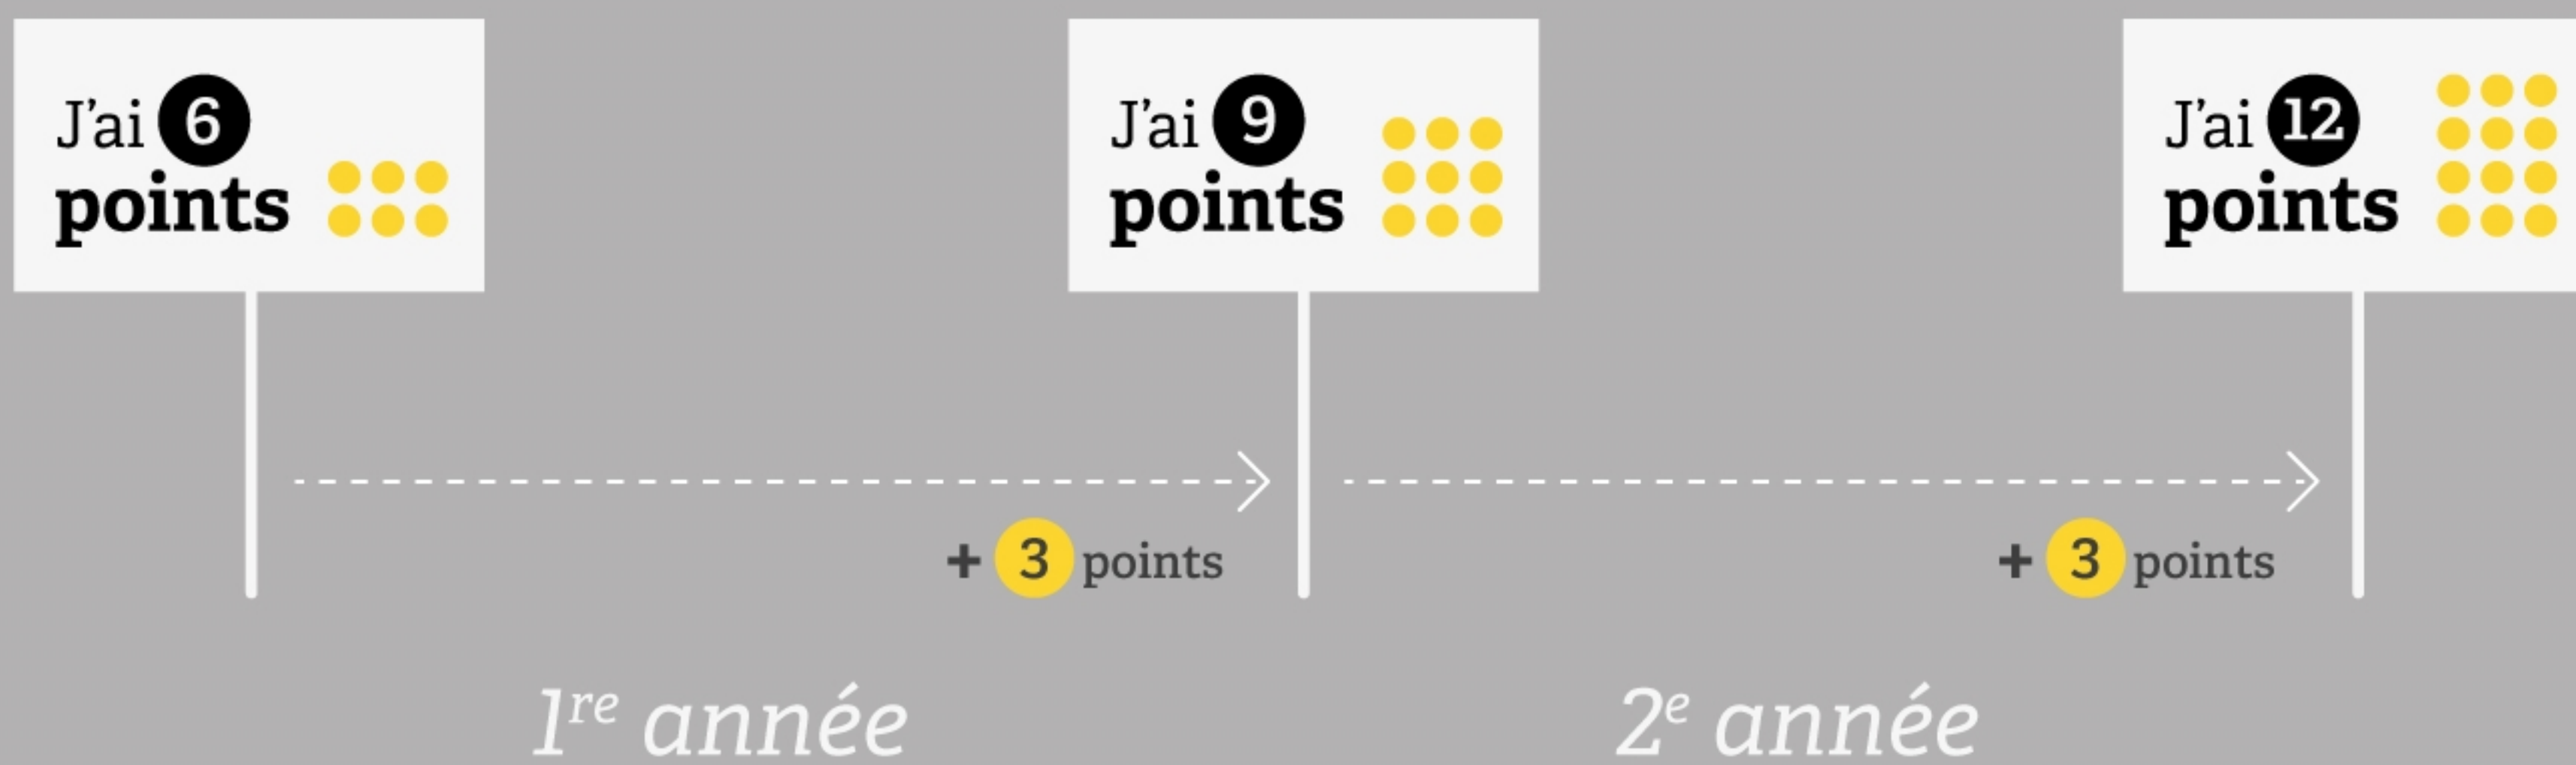 J'ai 6
points
J'ai 9
points
J'ai 12
points
+ 3 points
+ 3 points
1re année
2e année